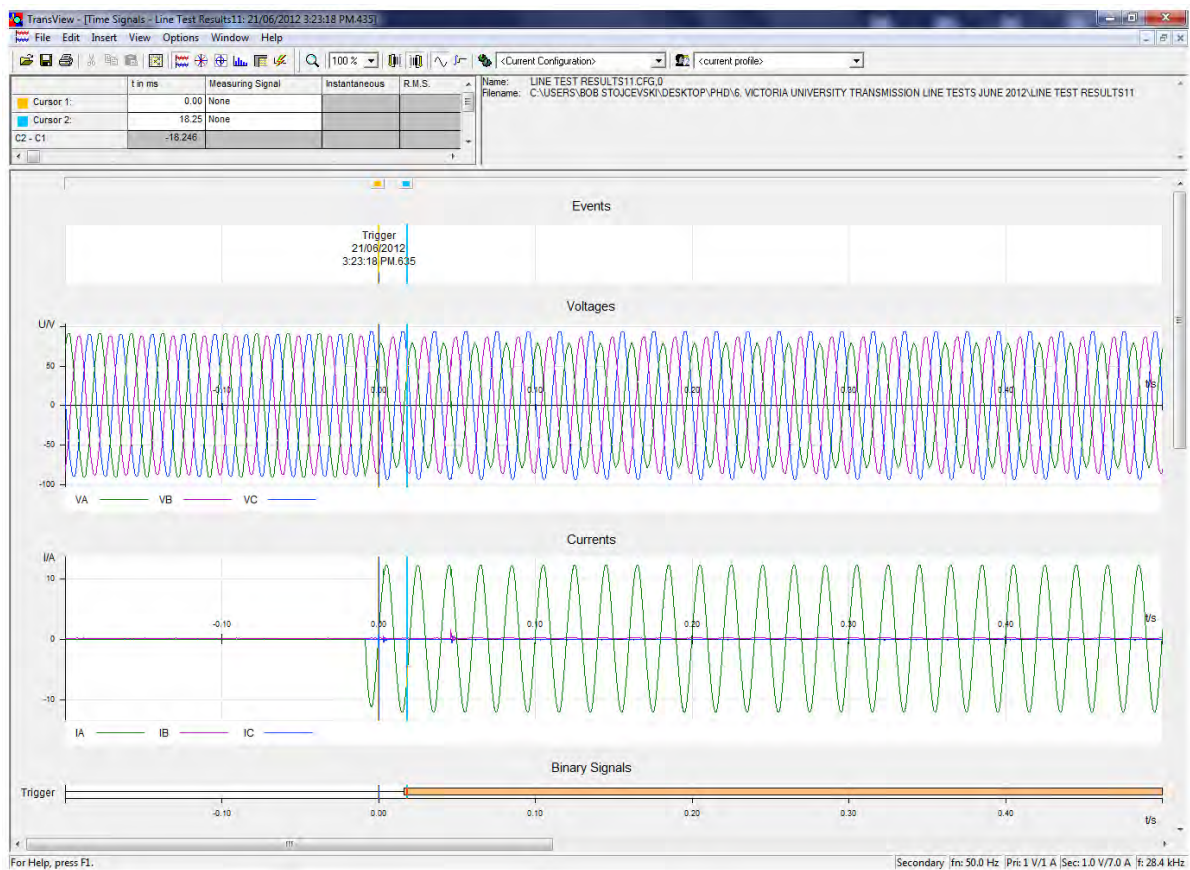 TransView - [Time Signals - Line Test Results11: 21/06/2012 3:23:18 PM.435]
File Edit Insert View Options Window Help
100 % <Current Configuration> <current profile>
t in ms Measuring Signal Instantaneous R.M.S.
Cursor 1: 0.00 None
Cursor 2: 18.25 None
C2 - C1 -18.246
Name: LINE TEST RESULTS11.CFG,0
Filename: C:\USERS\BOB STOJCEVSKI\DESKTOP\PHD\6. VICTORIA UNIVERSITY TRANSMISSION LINE TESTS JUNE 2012\LINE TEST RESULTS11
Events
Trigger
21/06/2012
3:23:18 PM.635
Voltages
U/V
50
0
-50
-100
-0.10 0.00 0.10 0.20 0.30 0.40 t/s
VA VB VC
Currents
I/A
10
0
-10
-0.10 0.00 0.10 0.20 0.30 0.40 t/s
IA IB IC
Binary Signals
Trigger
-0.10 0.00 0.10 0.20 0.30 0.40 t/s
For Help, press F1.
Secondary fn: 50.0 Hz Pri: 1 V/1 A Sec: 1.0 V/7.0 A f: 28.4 kHz